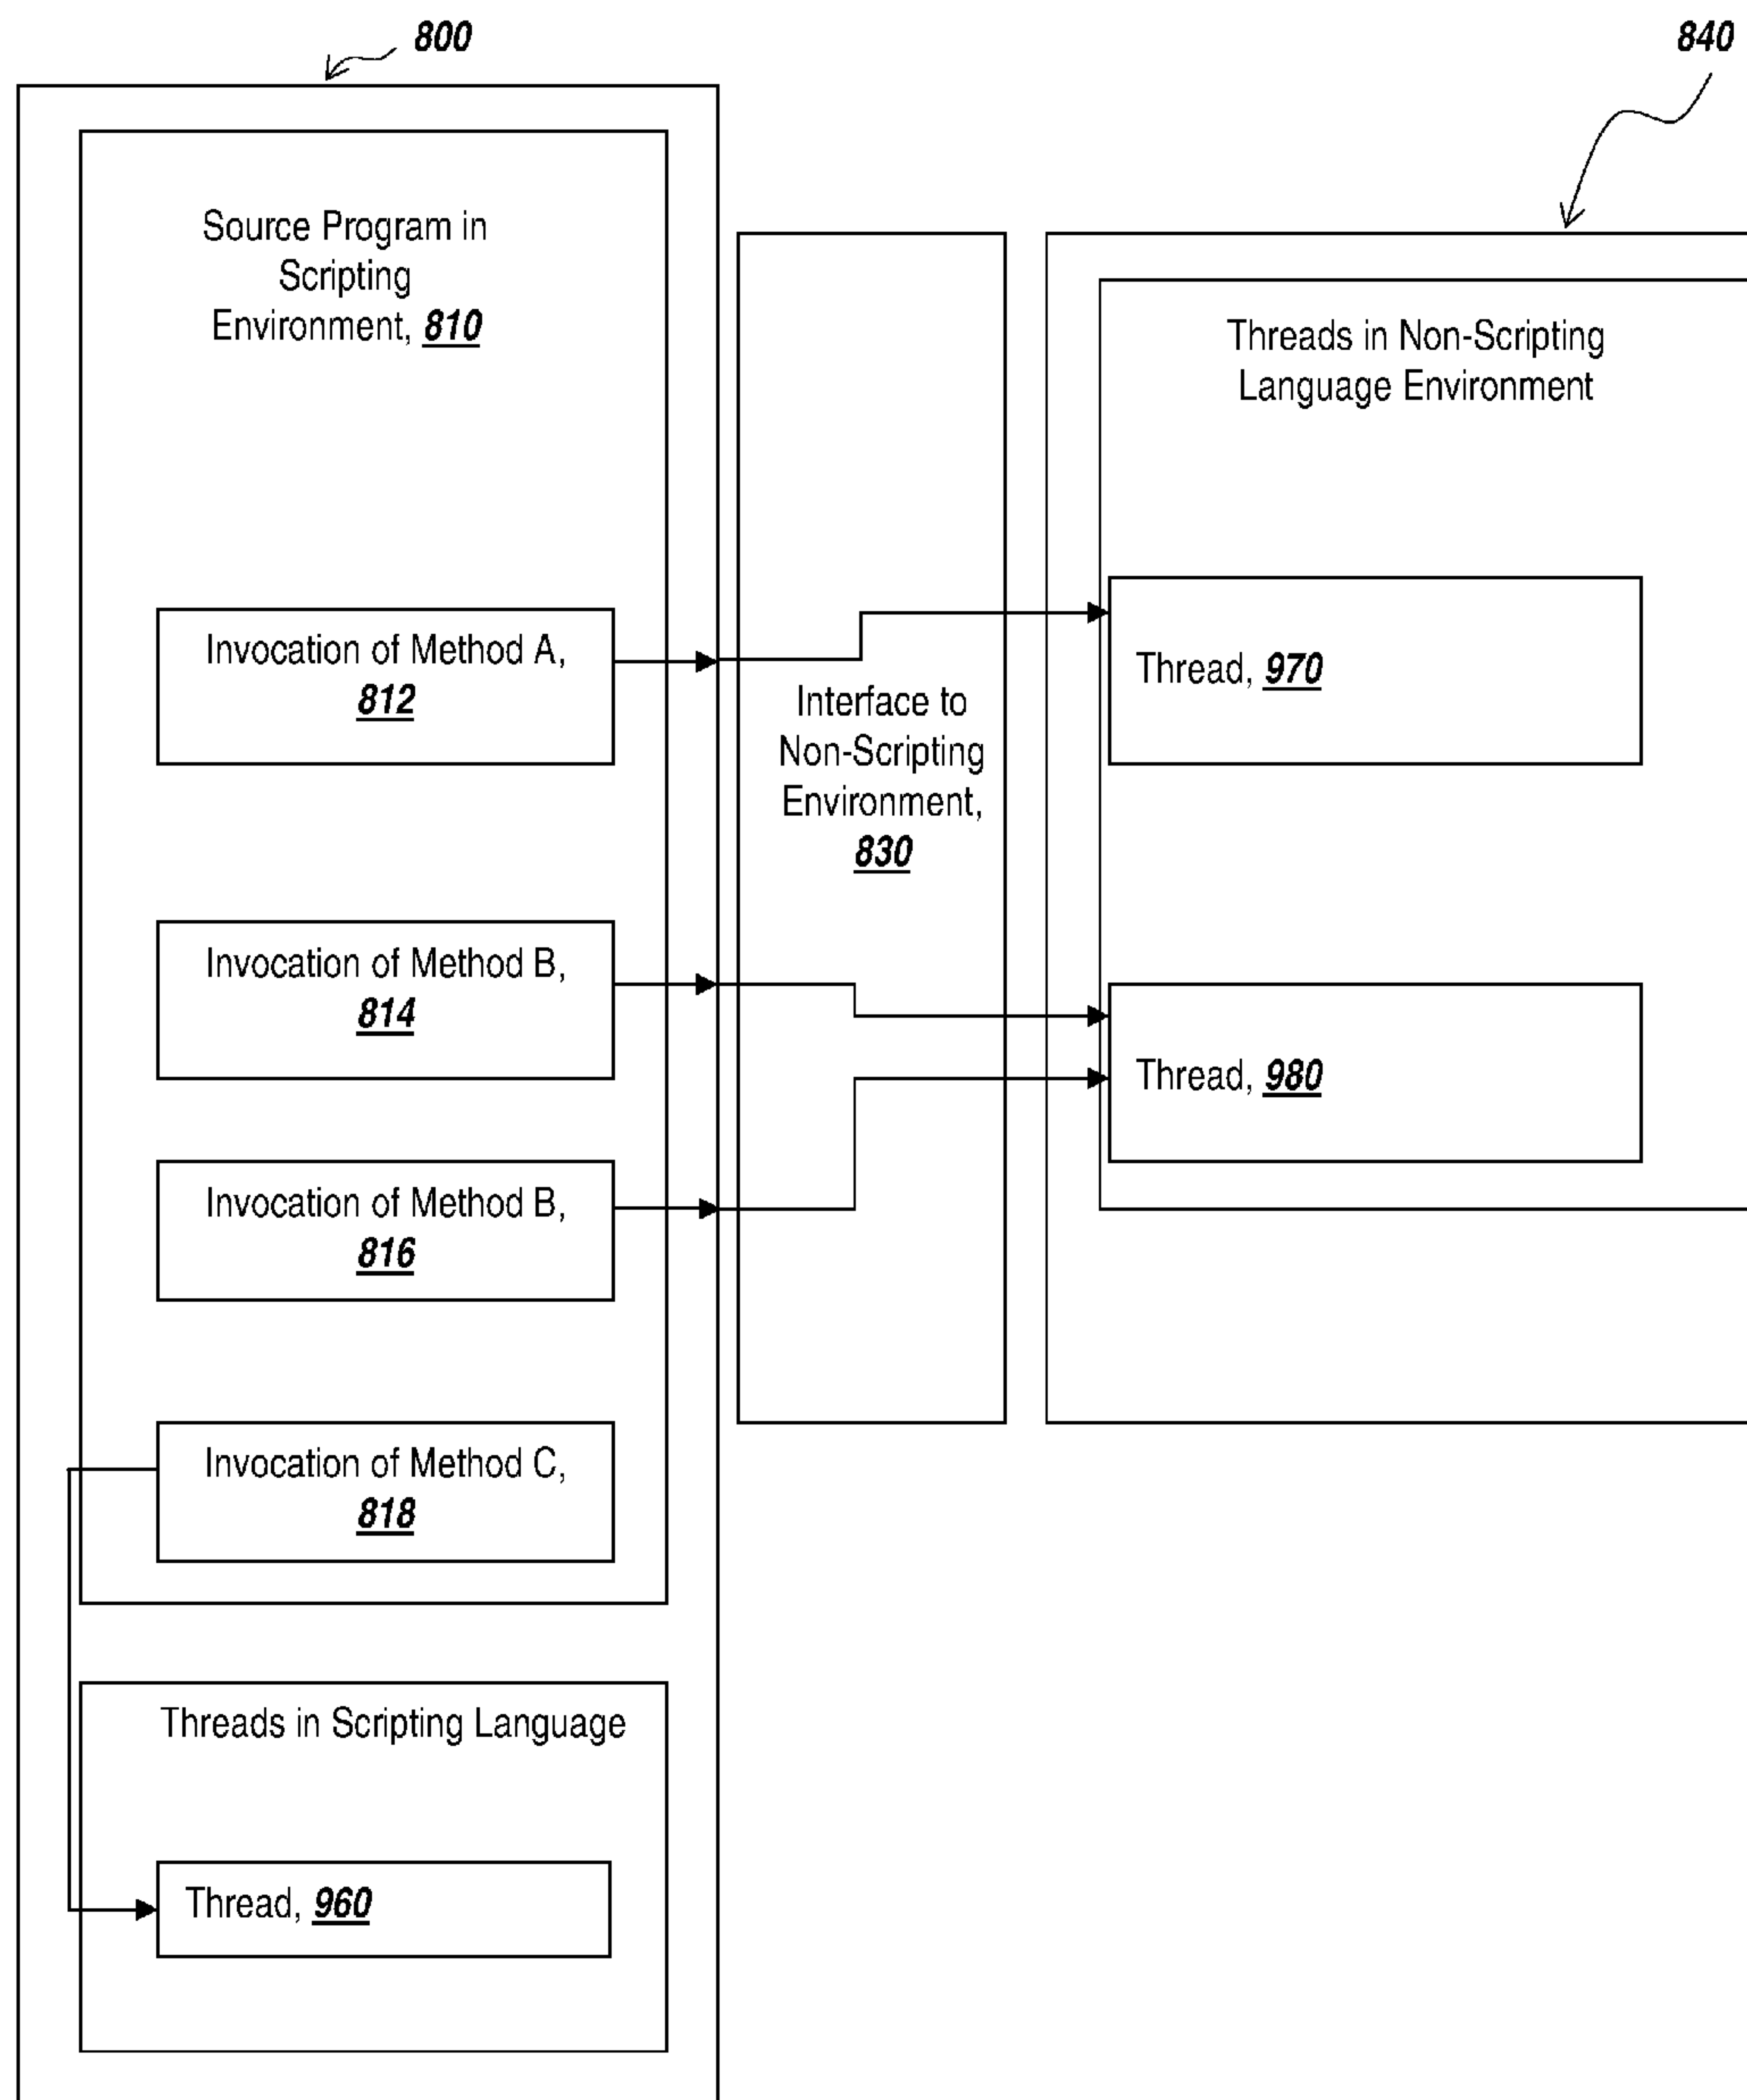 800
840
Source Program in
Scripting
Environment, 810
Threads in Non-Scripting
Language Environment
Invocation of Method A,
812
Thread, 970
Interface to
Non-Scripting
Environment,
830
Invocation of Method B,
814
Thread, 980
Invocation of Method B,
816
Invocation of Method C,
818
Threads in Scripting Language
Thread, 960